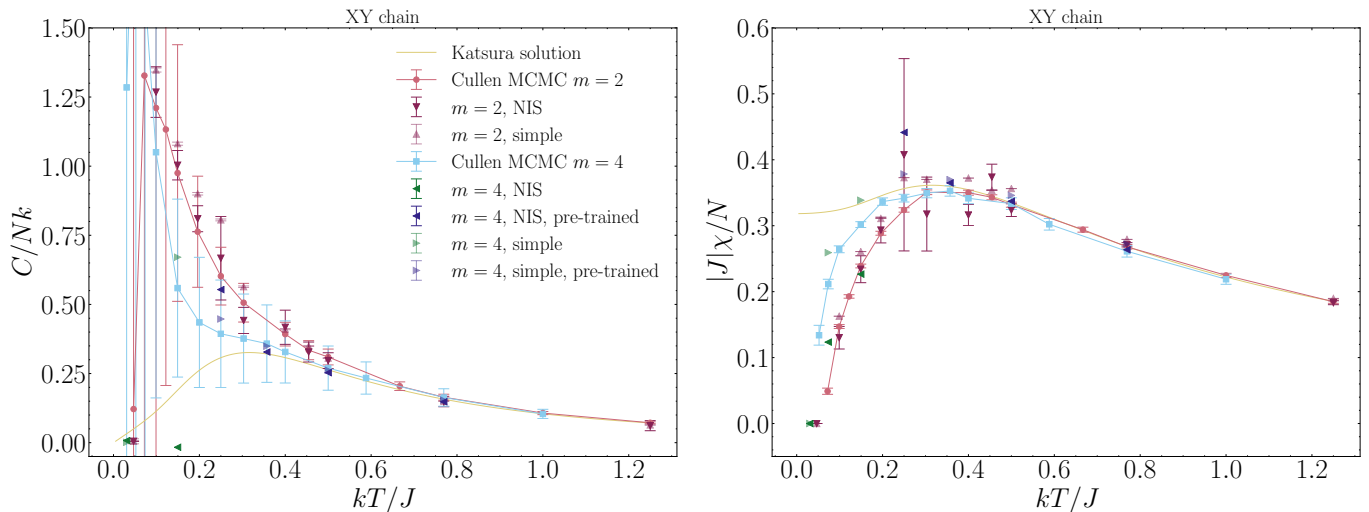 XY chain
C/Nk
1.50
1.25
1.00
0.75
0.50
0.25
0.00
Katsura solution
Cullen MCMC m = 2
m = 2, NIS
m = 2, simple
Cullen MCMC m = 4
m = 4, NIS
m = 4, NIS, pre-trained
m = 4, simple
m = 4, simple, pre-trained
0.0 0.2 0.4 0.6 0.8 1.0 1.2
kT/J
XY chain
|J|χ/N
0.6
0.5
0.4
0.3
0.2
0.1
0.0
0.0 0.2 0.4 0.6 0.8 1.0 1.2
kT/J